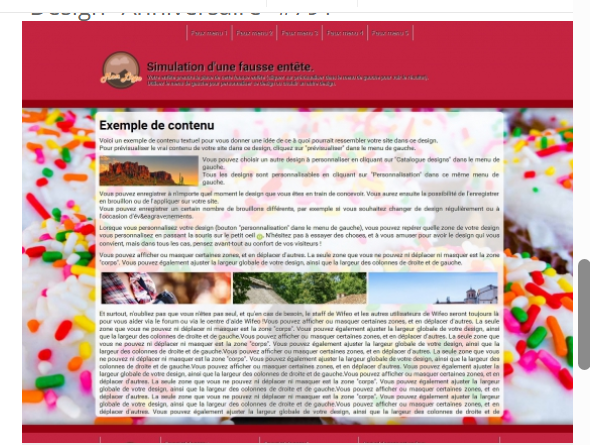 Design "Anniversaire" #791
Faux menu 1 Faux menu 2 Faux menu 3 Faux menu 4 Faux menu 5
Simulation d'une fausse entête.
Exemple de contenu
Voici un exemple de contenu textuel pour vous donner une idée de ce à quoi pourrait ressembler votre site dans ce design.
Pour prévisualiser le vrai contenu de votre site dans ce design, cliquez sur "prévisualiser" dans le menu de gauche.
Vous pouvez choisir un autre design à personnaliser en cliquant sur "Catalogue designs" dans le menu de
gauche.
Tous les designs sont personnalisables en cliquant sur "Personnalisation" dans ce même menu de
gauche.
Vous pouvez enregistrer à n'importe quel moment le design que vous êtes en train de concevoir. Vous aurez ensuite la possibilité de l'enregistrer
en brouillon ou de l'appliquer sur votre site.
Vous pouvez enregistrer un certain nombre de brouillons différents, par exemple si vous souhaitez changer de design régulièrement ou à
l'occasion d'év&eagravenements.
Lorsque vous personnalisez votre design (bouton "personnalisation" dans le menu de gauche), vous pouvez repérer quelle zone de votre design
vous personnalisez en passant la souris sur le petit oeil . N'hésitez pas à essayer des choses, et à vous amuser pour avoir le design qui vous
convient, mais dans tous les cas, pensez avant-tout au confort de vos visiteurs !
Vous pouvez afficher ou masquer certaines zones, et en déplacer d'autres. La seule zone que vous ne pouvez ni déplacer ni masquer est la zone
"corps". Vous pouvez également ajuster la largeur globale de votre design, ainsi que la largeur des colonnes de droite et de gauche.
Et surtout, n'oubliez pas que vous n'êtes pas seul, et qu'en cas de besoin, le staff de Wifeo et les autres utilisateurs de Wifeo seront toujours là
pour vous aider via le forum ou via le centre d'aide Wifeo !Vous pouvez afficher ou masquer certaines zones, et en déplacer d'autres. La seule
zone que vous ne pouvez ni déplacer ni masquer est la zone "corps". Vous pouvez également ajuster la largeur globale de votre design, ainsi
que la largeur des colonnes de droite et de gauche.Vous pouvez afficher ou masquer certaines zones, et en déplacer d'autres. La seule zone
que vous ne pouvez ni déplacer ni masquer est la zone "corps". Vous pouvez également ajuster la largeur globale de votre design, ainsi que la
largeur des colonnes de droite et de gauche.Vous pouvez afficher ou masquer certaines zones, et en déplacer d'autres. La seule zone que vous
ne pouvez ni déplacer ni masquer est la zone "corps". Vous pouvez également ajuster la largeur globale de votre design, ainsi que la largeur des
colonnes de droite et de gauche.Vous pouvez afficher ou masquer certaines zones, et en déplacer d'autres. La seule zone que vous ne pouvez ni
déplacer ni masquer est la zone "corps". Vous pouvez également ajuster la largeur globale de votre design, ainsi que la largeur des colonnes de
droite et de gauche.Vous pouvez afficher ou masquer certaines zones, et en déplacer d'autres. La seule zone que vous ne pouvez ni
déplacer d'autres. La seule zone que vous ne pouvez ni déplacer ni masquer est la zone "corps". Vous pouvez également ajuster la largeur
globale de votre design, ainsi que la largeur des colonnes de droite et de gauche.Vous pouvez afficher ou masquer certaines zones, et en
déplacer d'autres. Vous pouvez également ajuster la largeur globale de votre design, ainsi que la largeur des colonnes de droite et de